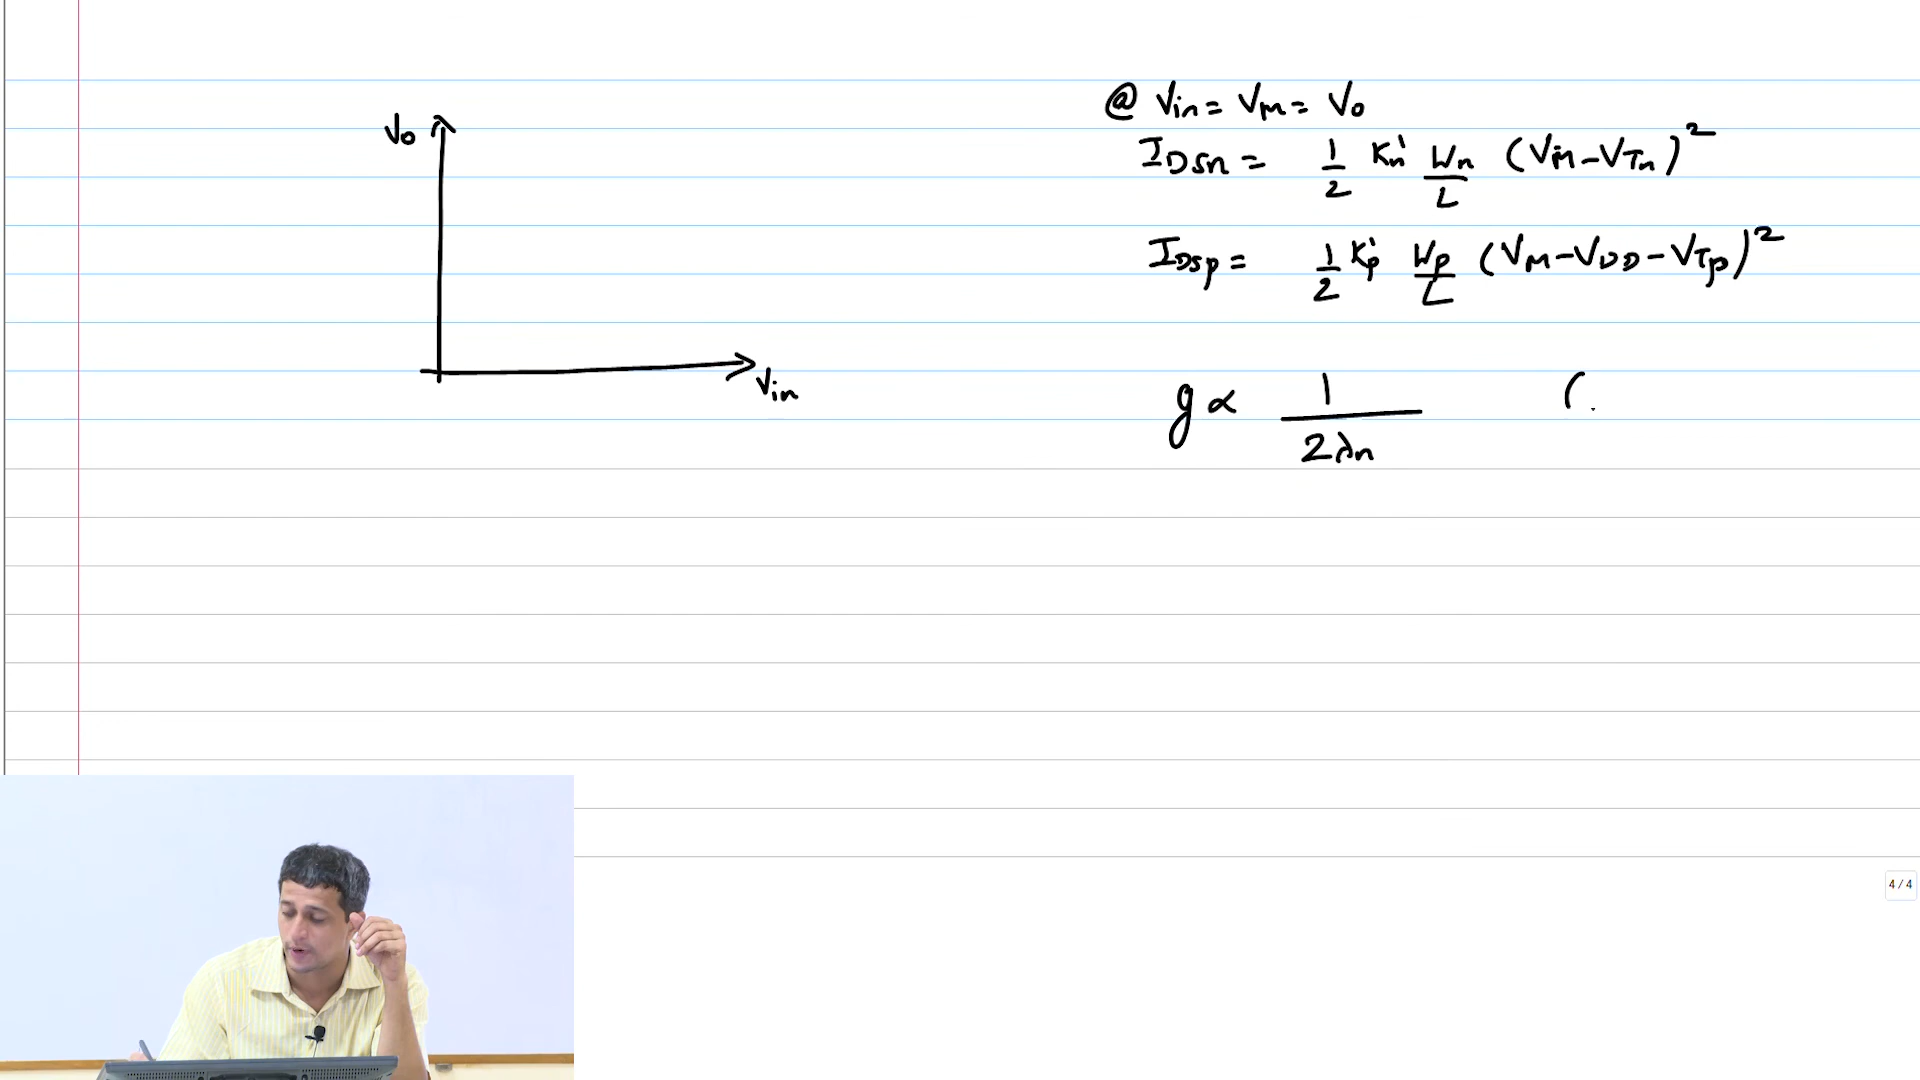 Vo
Vin
@ Vin = VM = Vo
IDSn = 1/2 Kn' Wn/L (VM - VTn)²
IDSp = 1/2 Kp' Wp/L (VM - VDD - VTp)²
g ∝ 1/2λn (
4 / 4